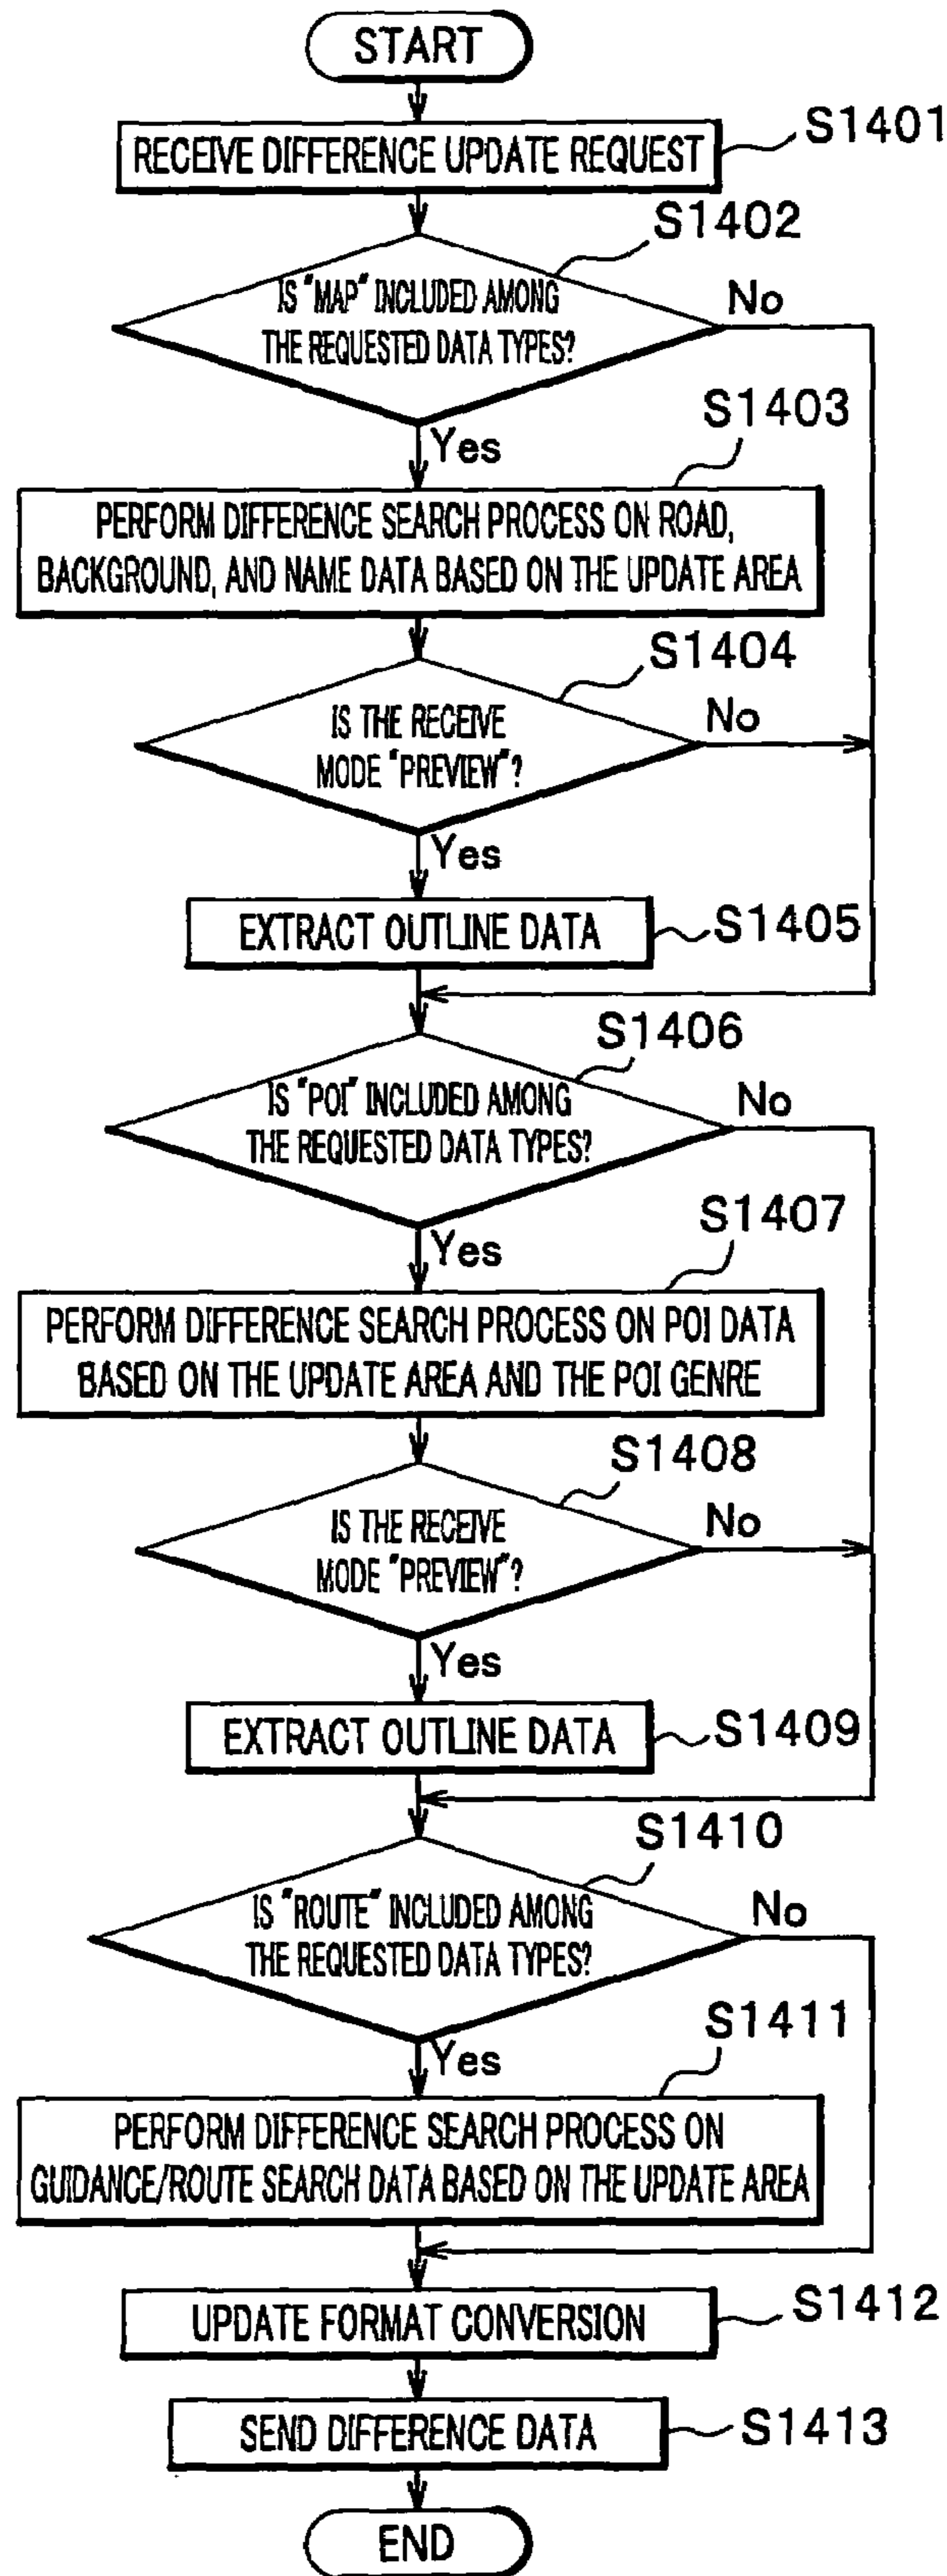 START
RECEIVE DIFFERENCE UPDATE REQUEST
S1401
S1402
IS "MAP" INCLUDED AMONG
THE REQUESTED DATA TYPES?
No
Yes
S1403
PERFORM DIFFERENCE SEARCH PROCESS ON ROAD,
BACKGROUND, AND NAME DATA BASED ON THE UPDATE AREA
S1404
IS THE RECEIVE
MODE "PREVIEW"?
No
Yes
EXTRACT OUTLINE DATA
S1405
S1406
IS "POI" INCLUDED AMONG
THE REQUESTED DATA TYPES?
No
Yes
S1407
PERFORM DIFFERENCE SEARCH PROCESS ON POI DATA
BASED ON THE UPDATE AREA AND THE POI GENRE
S1408
IS THE RECEIVE
MODE "PREVIEW"?
No
Yes
EXTRACT OUTLINE DATA
S1409
S1410
IS "ROUTE" INCLUDED AMONG
THE REQUESTED DATA TYPES?
No
Yes
S1411
PERFORM DIFFERENCE SEARCH PROCESS ON
GUIDANCE/ROUTE SEARCH DATA BASED ON THE UPDATE AREA
UPDATE FORMAT CONVERSION
S1412
SEND DIFFERENCE DATA
S1413
END